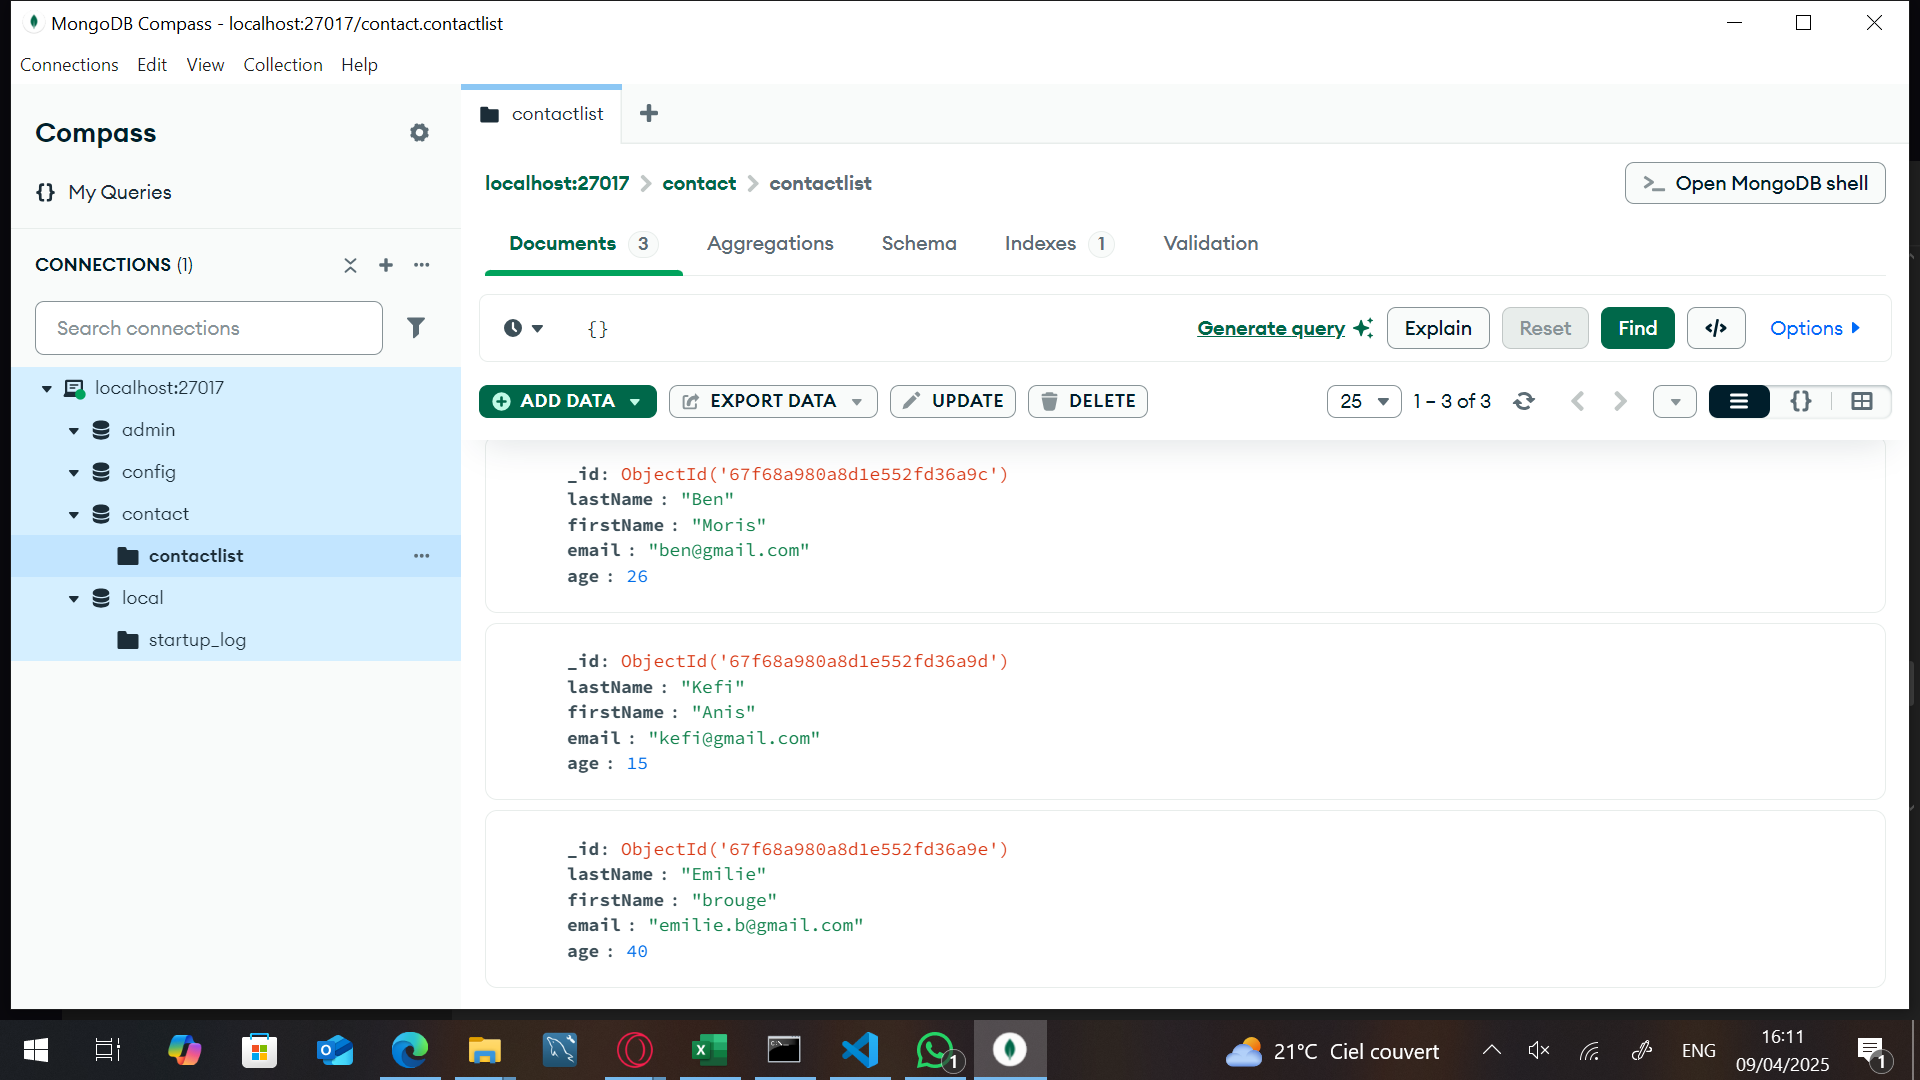 MongoDB Compass - localhost:27017/contact.contactlist
Connections Edit View Collection Help
Compass
{} My Queries
CONNECTIONS (1)
Search connections
localhost:27017
admin
config
contact
contactlist
local
startup_log
contactlist
localhost:27017 > contact > contactlist
>_ Open MongoDB shell
Documents 3 Aggregations Schema Indexes 1 Validation
{} Generate query Explain Reset Find </> Options
ADD DATA EXPORT DATA UPDATE DELETE 25 1 – 3 of 3 {}
_id: ObjectId('67f68a980a8d1e552fd36a9c')
lastName : "Ben"
firstName : "Moris"
email : "ben@gmail.com"
age : 26
_id: ObjectId('67f68a980a8d1e552fd36a9d')
lastName : "Kefi"
firstName : "Anis"
email : "kefi@gmail.com"
age : 15
_id: ObjectId('67f68a980a8d1e552fd36a9e')
lastName : "Emilie"
firstName : "brouge"
email : "emilie.b@gmail.com"
age : 40
1
21°C Ciel couvert
ENG
16:11
09/04/2025
1